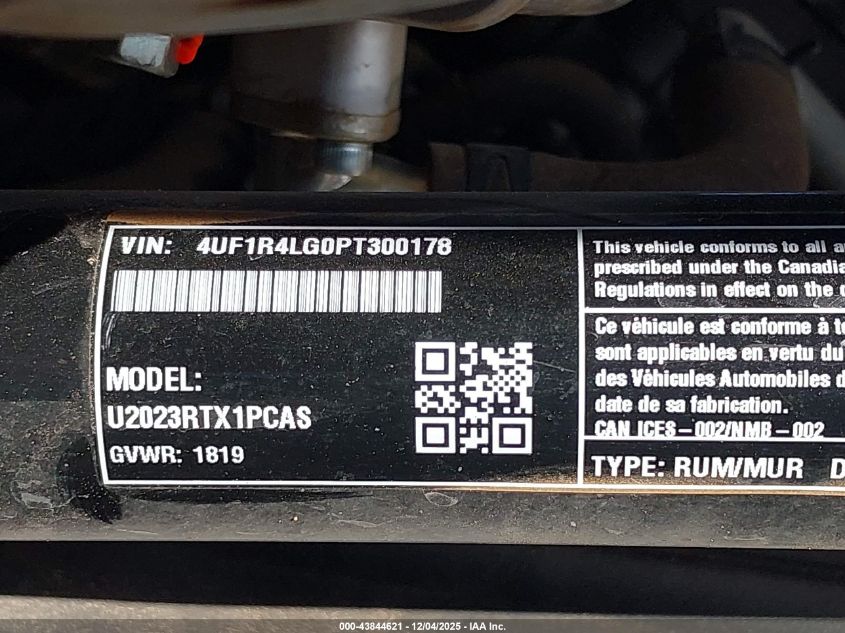 VIN: 4UF1R4LG0PT300178
MODEL:
U2023RTX1PCAS
GVWR: 1819
This vehicle conforms to all
prescribed under the
Regulations in effect on the
Ce véhicule est conforme à
sont applicables en vertu du
des Véhicules Automobiles
date de sa fabrication.
CAN ICES-002/NMB-002
TYPE: RUM/MUR
000-43844621 - 12/04/2025 - IAA Inc.